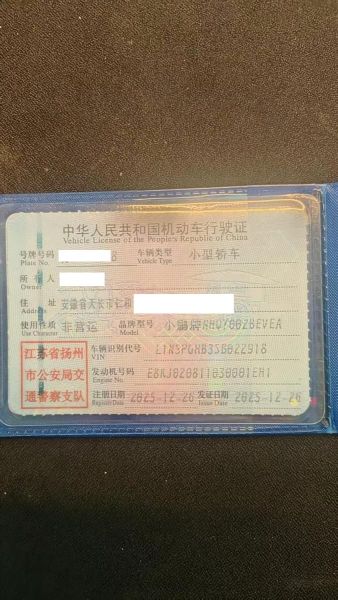 中华人民共和国机动车行驶证
Vehicle License of the People's Republic of China
号牌号码 8 车辆类型 小型轿车
Plate No. Vehicle Type
所有人
Owner
住址 安徽省天长市仁和
Address
使用性质 非营运 品牌型号 小鹏牌
Use Character Model
江苏省扬州 车辆识别代号
市公安局交 VIN
通警察支队 发动机号码
Engine No.
注册日期 2025-12-26 发证日期 2025-12-26
Register Date Issue Date